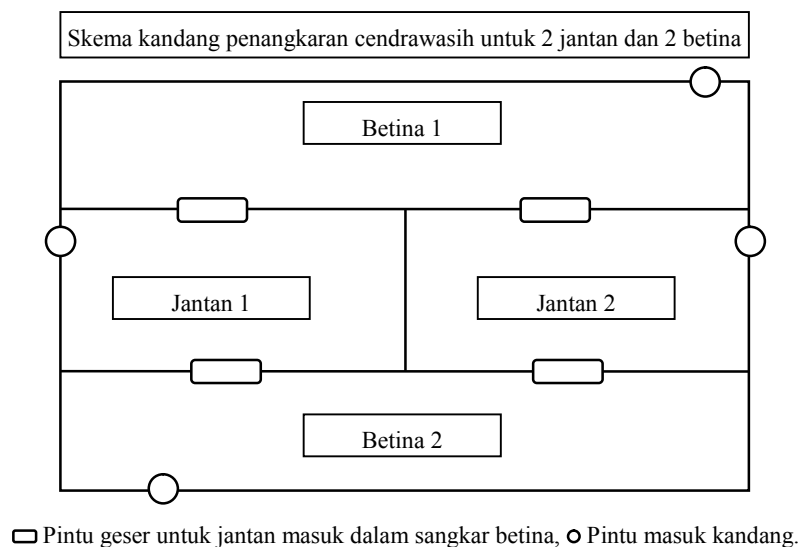 Skema kandang penangkaran cendrawasih untuk 2 jantan dan 2 betina
Betina 1
Jantan 1
Jantan 2
Betina 2
Pintu geser untuk jantan masuk dalam sangkar betina, Pintu masuk kandang.